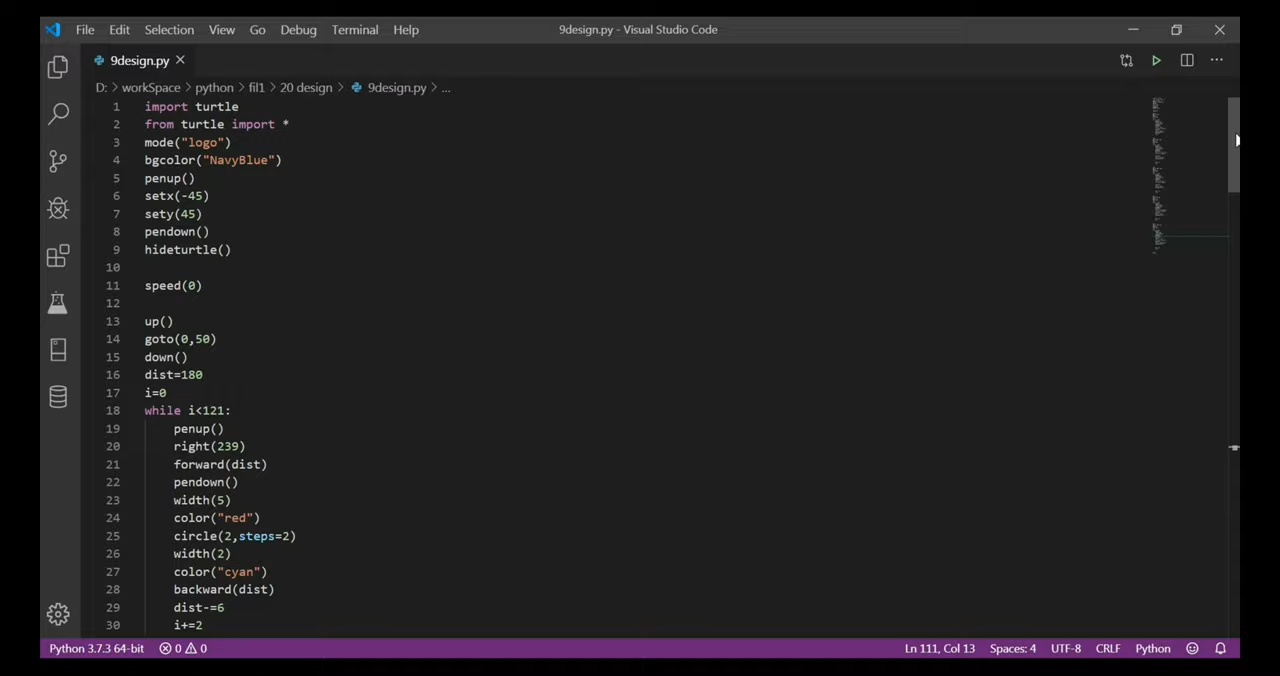 File Edit Selection View Go Debug Terminal Help 9design.py - Visual Studio Code
9design.py
D: > workSpace > python > fil1 > 20 design > 9design.py > ...
1 import turtle
2 from turtle import *
3 mode("logo")
4 bgcolor("NavyBlue")
5 penup()
6 setx(-45)
7 sety(45)
8 pendown()
9 hideturtle()
10
11 speed(0)
12
13 up()
14 goto(0,50)
15 down()
16 dist=180
17 i=0
18 while i<121:
19     penup()
20     right(239)
21     forward(dist)
22     pendown()
23     width(5)
24     color("red")
25     circle(2,steps=2)
26     width(2)
27     color("cyan")
28     backward(dist)
29     dist-=6
30     i+=2
Python 3.7.3 64-bit 0 0 Ln 111, Col 13 Spaces: 4 UTF-8 CRLF Python